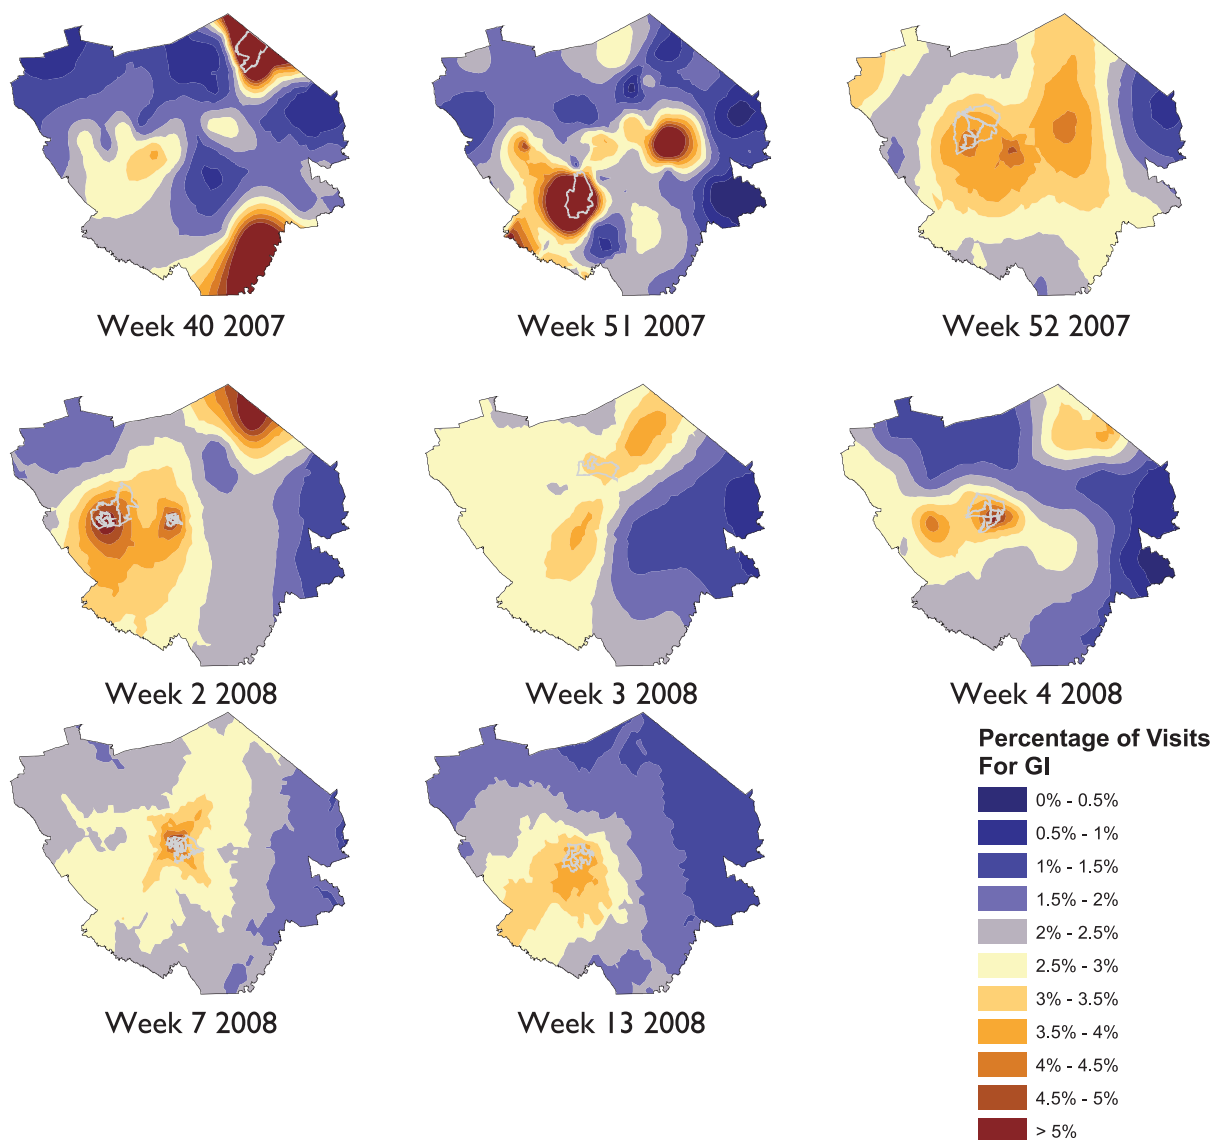 Week 40 2007
Week 51 2007
Week 52 2007
Week 2 2008
Week 3 2008
Week 4 2008
Week 7 2008
Week 13 2008
Percentage of Visits
For GI
0% - 0.5%
0.5% - 1%
1% - 1.5%
1.5% - 2%
2% - 2.5%
2.5% - 3%
3% - 3.5%
3.5% - 4%
4% - 4.5%
4.5% - 5%
> 5%